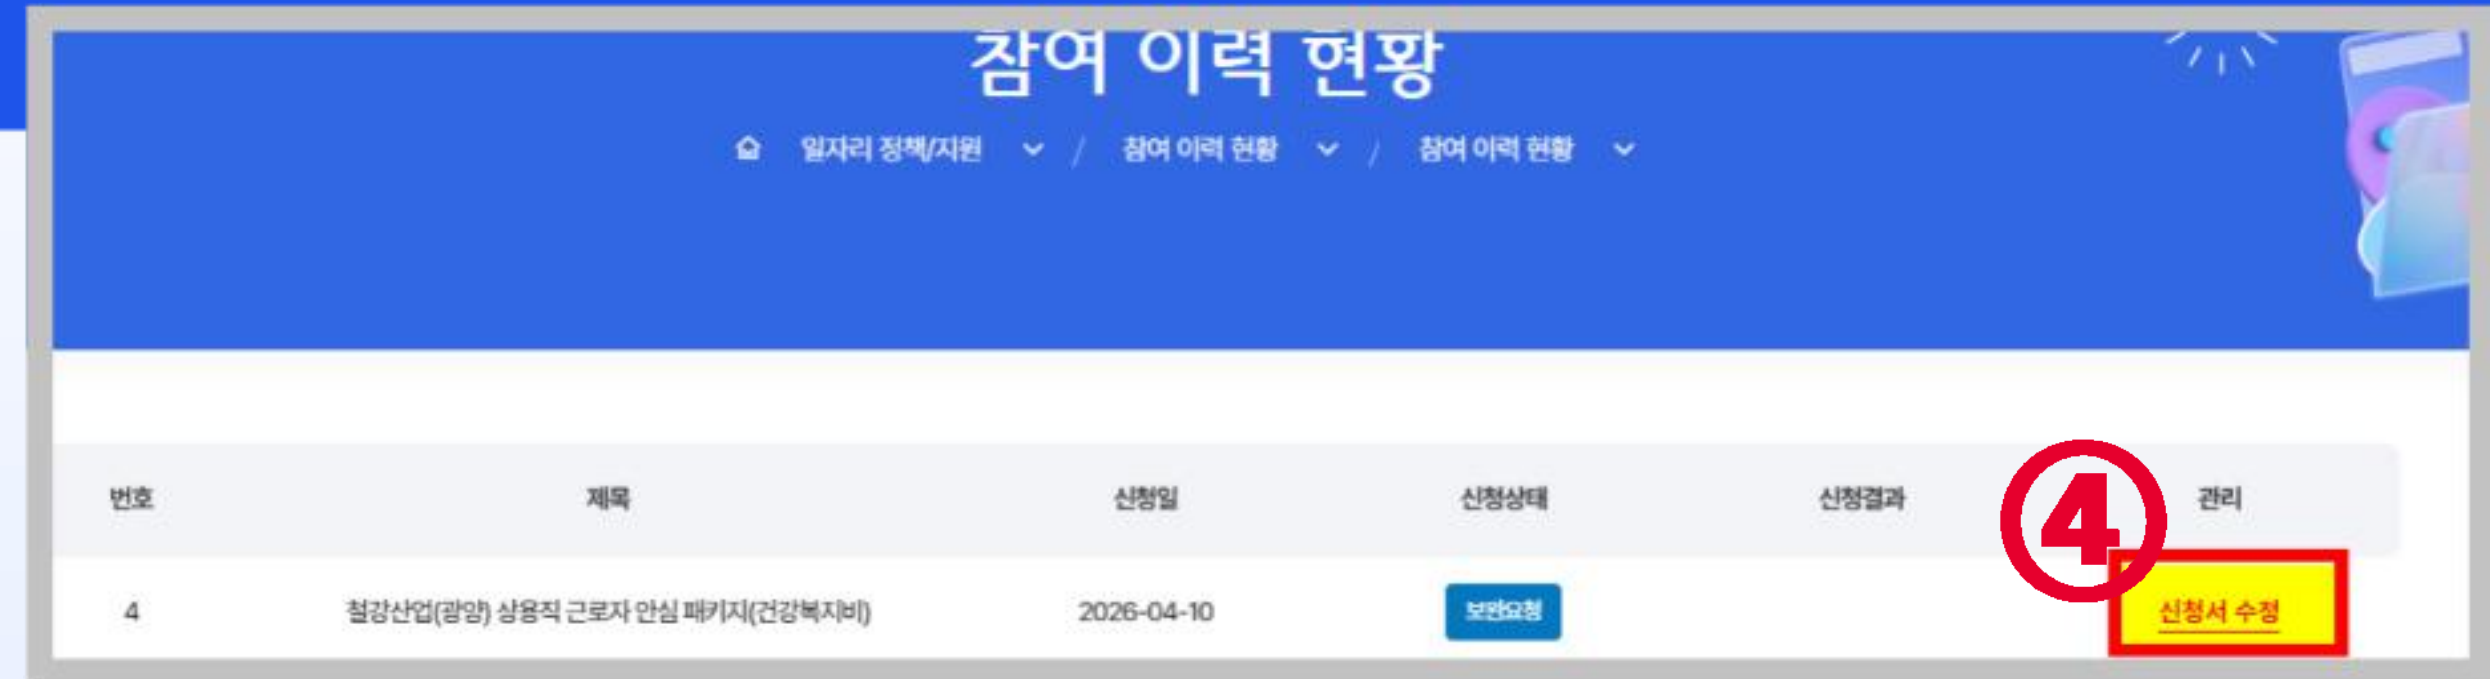 참여 이력 현황
일자리 정책/지원 / 참여 이력 현황 / 참여 이력 현황
번호 제목 신청일 신청상태 신청결과 ④ 관리
4 철강산업(광양) 상용직 근로자 안심 패키지(건강복지비) 2026-04-10 보완요청 신청서 수정